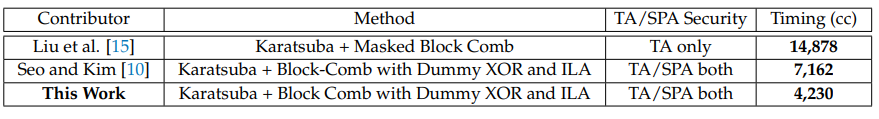 Contributor Method TA/SPA Security Timing (cc)
Liu et al. [15] Karatsuba + Masked Block Comb TA only 14,878
Seo and Kim [10] Karatsuba + Block-Comb with Dummy XOR and ILA TA/SPA both 7,162
This Work Karatsuba + Block Comb with Dummy XOR and ILA TA/SPA both 4,230